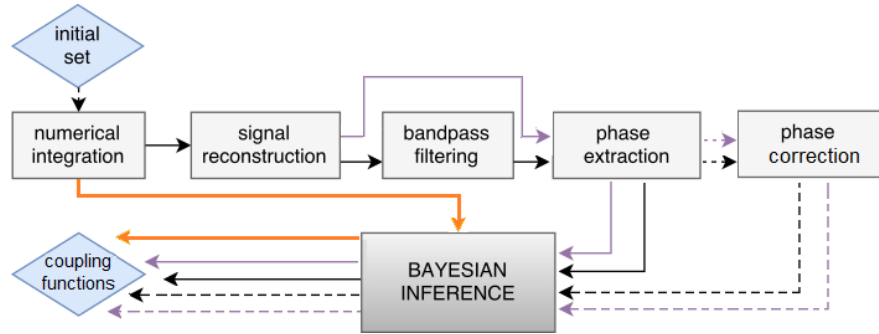 initial
set
numerical
integration
signal
reconstruction
bandpass
filtering
phase
extraction
phase
correction
coupling
functions
BAYESIAN
INFERENCE